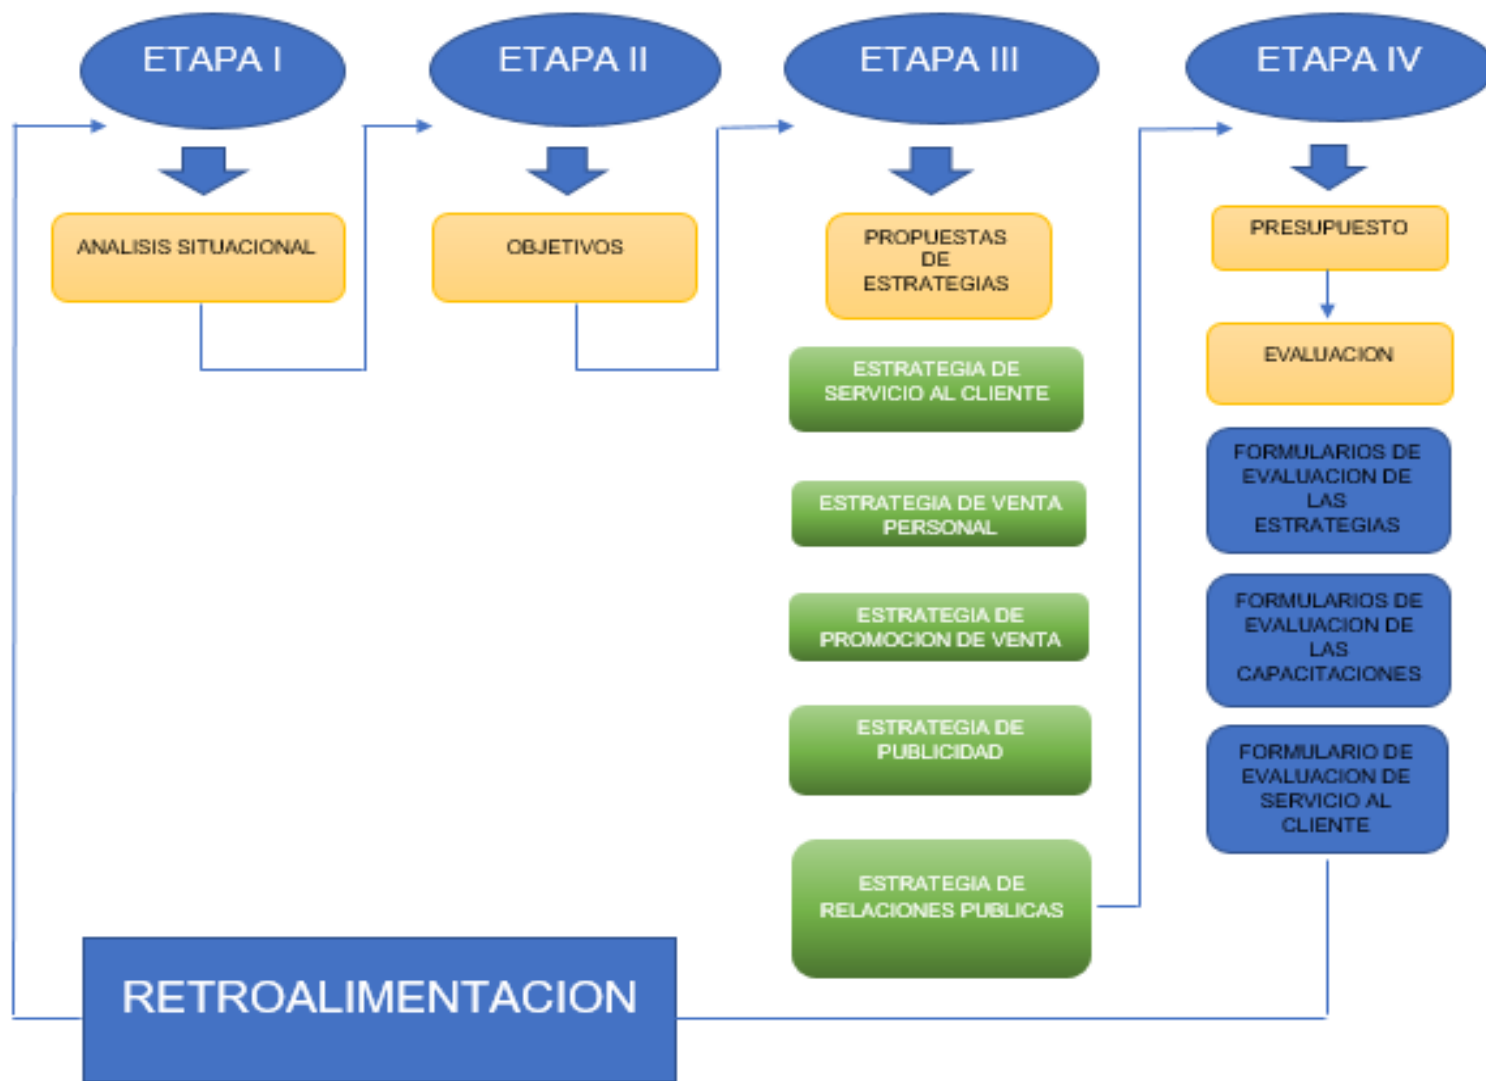 ETAPA I
ANALISIS SITUACIONAL
ETAPA II
OBJETIVOS
ETAPA III
PROPUESTAS
DE
ESTRATEGIAS
ESTRATEGIA DE
SERVICIO AL CLIENTE
ESTRATEGIA DE VENTA
PERSONAL
ESTRATEGIA DE
PROMOCION DE VENTA
ESTRATEGIA DE
PUBLICIDAD
ESTRATEGIA DE
RELACIONES PUBLICAS
ETAPA IV
PRESUPUESTO
EVALUACION
FORMULARIOS DE
EVALUACION DE
LAS
ESTRATEGIAS
FORMULARIOS DE
EVALUACION DE
LAS
CAPACITACIONES
FORMULARIO DE
EVALUACION DE
SERVICIO AL
CLIENTE
RETROALIMENTACION